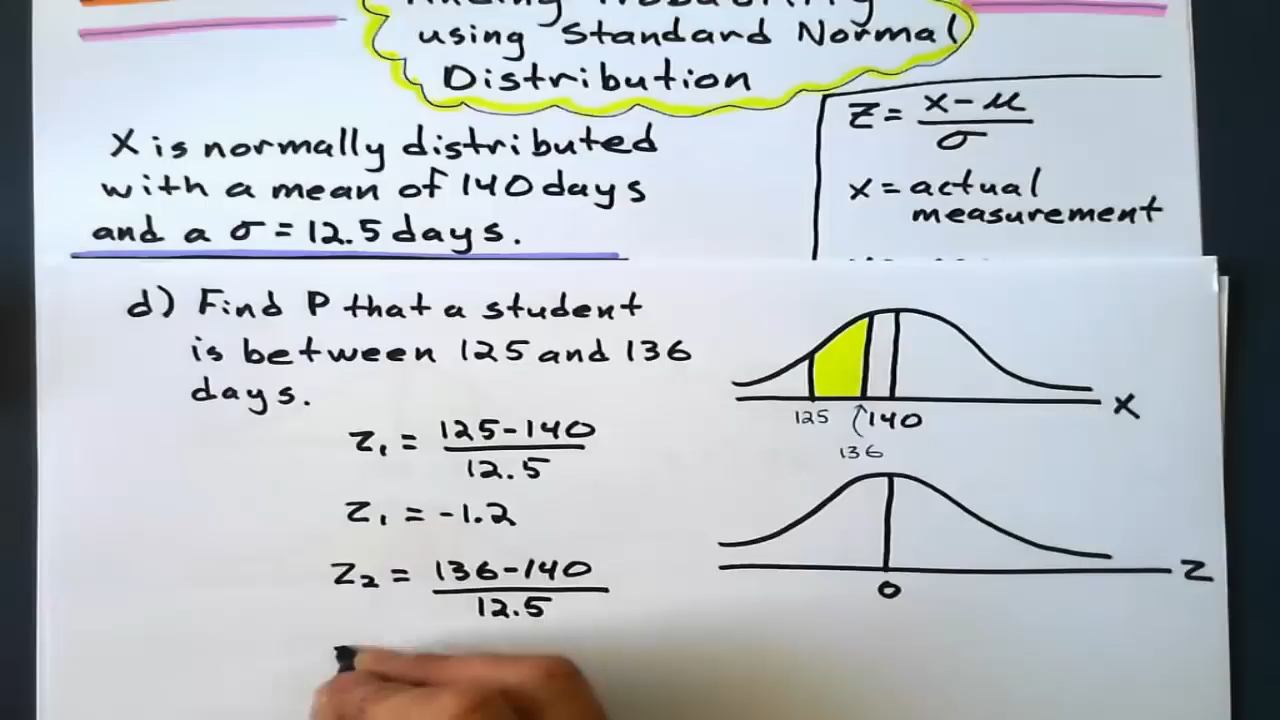 using Standard Normal
Distribution
X is normally distributed
with a mean of 140 days
and a σ = 12.5 days.
z = x - μ / σ
x = actual
measurement
d) Find P that a student
is between 125 and 136
days.
z₁ = 125-140 / 12.5
z₁ = -1.2
z₂ = 136-140 / 12.5
125 140
136
X
0
z